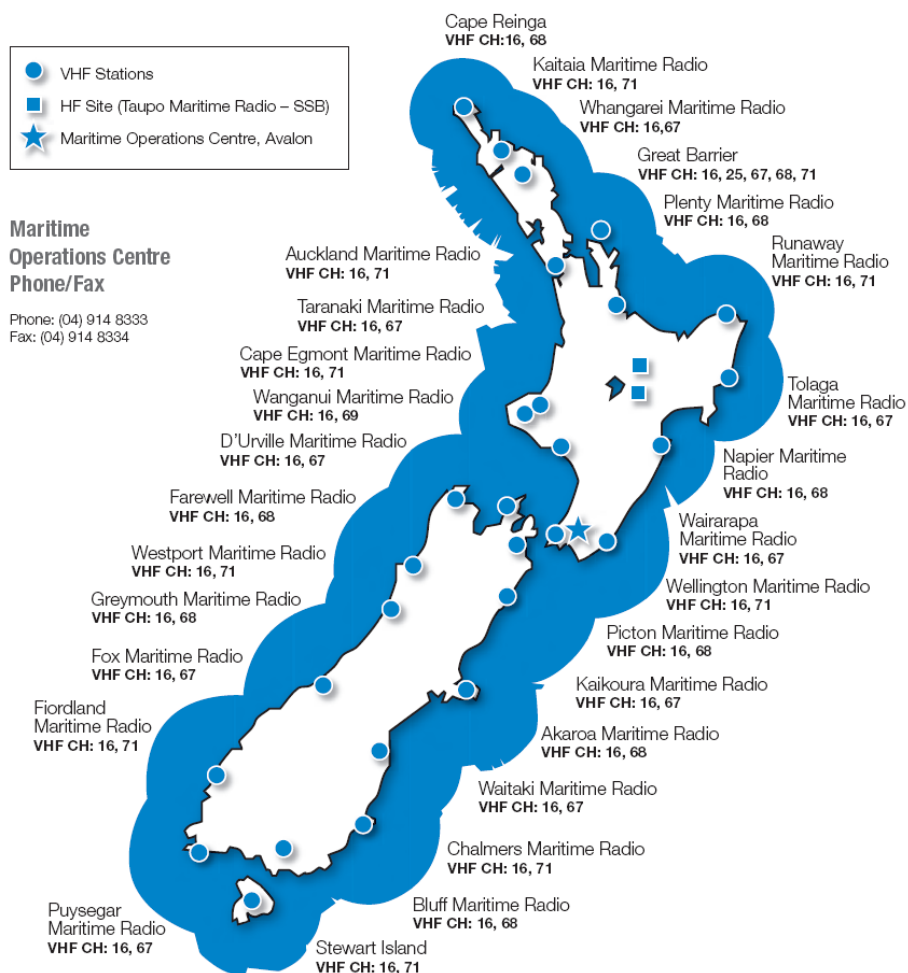 Cape Reinga
VHF CH:16, 68
Kaitaia Maritime Radio
VHF CH: 16, 71
Whangarei Maritime Radio
VHF CH: 16,67
Great Barrier
VHF CH: 16, 25, 67, 68, 71
Plenty Maritime Radio
VHF CH: 16, 68
Runaway
Maritime Radio
VHF CH: 16, 71
VHF Stations
HF Site (Taupo Maritime Radio – SSB)
Maritime Operations Centre, Avalon
Maritime
Operations Centre
Phone/Fax
Phone: (04) 914 8333
Fax: (04) 914 8334
Auckland Maritime Radio
VHF CH: 16, 71
Taranaki Maritime Radio
VHF CH: 16, 67
Cape Egmont Maritime Radio
VHF CH: 16, 71
Wanganui Maritime Radio
VHF CH: 16, 69
D'Urville Maritime Radio
VHF CH: 16, 67
Farewell Maritime Radio
VHF CH: 16, 68
Westport Maritime Radio
VHF CH: 16, 71
Greymouth Maritime Radio
VHF CH: 16, 68
Fox Maritime Radio
VHF CH: 16, 67
Fiordland
Maritime Radio
VHF CH: 16, 71
Tolaga
Maritime Radio
VHF CH: 16, 67
Napier Maritime
Radio
VHF CH: 16, 68
Wairarapa
Maritime Radio
VHF CH: 16, 67
Wellington Maritime Radio
VHF CH: 16, 71
Picton Maritime Radio
VHF CH: 16, 68
Kaikoura Maritime Radio
VHF CH: 16, 67
Akaroa Maritime Radio
VHF CH: 16, 68
Waitaki Maritime Radio
VHF CH: 16, 67
Chalmers Maritime Radio
VHF CH: 16, 71
Bluff Maritime Radio
VHF CH: 16, 68
Stewart Island
VHF CH: 16, 71
Puysegar
Maritime Radio
VHF CH: 16, 67